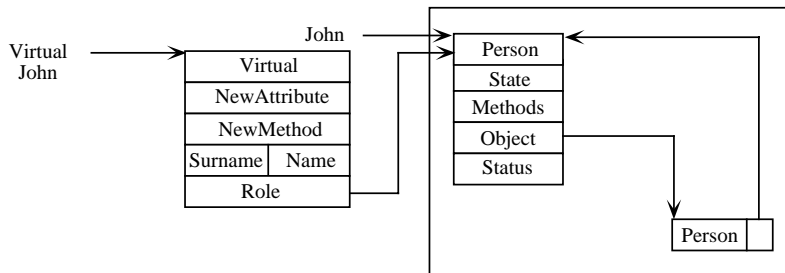 Virtual
John
Virtual
NewAttribute
NewMethod
Surname Name
Role
John
Person
State
Methods
Object
Status
Person